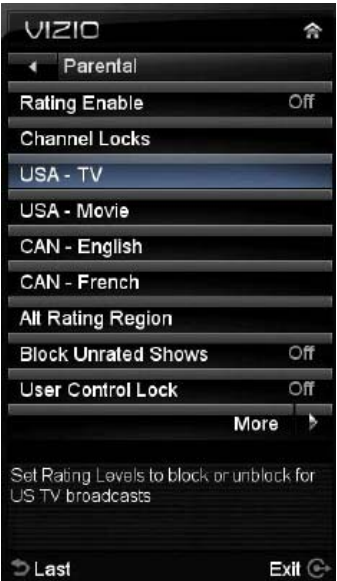 VIZIO
Parental
Rating Enable Off
Channel Locks
USA - TV
USA - Movie
CAN - English
CAN - French
Alt Rating Region
Block Unrated Shows Off
User Control Lock Off
More
Set Rating Levels to block or unblock for
US TV broadcasts
Last Exit